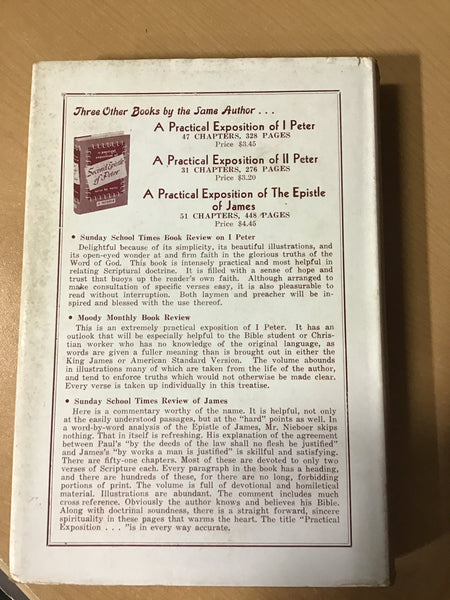 Three Other Books by the Same Author . . .
A Practical Exposition of I Peter
47 CHAPTERS, 328 PAGES
Price $3.45
A Practical Exposition of II Peter
31 CHAPTERS, 276 PAGES
Price $3.20
A Practical Exposition of The Epistle
of James
51 CHAPTERS, 448 PAGES
Price $4.45
Second Epistle
of Peter
• Sunday School Times Book Review on I Peter
Delightful because of its simplicity, its beautiful illustrations, and
its open-eyed wonder at and firm faith in the glorious truths of the
Word of God. This book is intensely practical and most helpful in
relating Scriptural doctrine. It is filled with a sense of hope and
trust that buoys up the reader's own faith. Although arranged to
make consultation of specific verses easy, it is also pleasurable to
read without interruption. Both laymen and preacher will be in-
spired and blessed with the use thereof.
• Moody Monthly Book Review
This is an extremely practical exposition of I Peter. It has an
outlook that will be especially helpful to the Bible student or Chris-
tian worker who has no knowledge of the original language, as
words are given a fuller meaning than is brought out in either the
King James or American Standard Version. The volume abounds
in illustrations many of which are taken from the life of the author,
and tend to enforce truths which would not otherwise be made clear.
Every verse is taken up individually in this treatise.
• Sunday School Times Review of James
Here is a commentary worthy of the name. It is helpful, not only
at the easily understood passages, but at the "hard" points as well. In
a word-by-word analysis of the Epistle of James, Mr. Nieboer skips
nothing. That in itself is refreshing. His explanation of the agreement
between Paul's "by the deeds of the law shall no flesh be justified"
and James's "by works a man is justified" is skillful and satisfying.
There are fifty-one chapters. Most of these are devoted to only two
verses of Scripture each. Every paragraph in the book has a heading,
and there are hundreds of these, for there are no long, forbidding
portions of print. The volume is full of devotional and homiletical
material. Illustrations are abundant. The comment includes much
cross reference. Obviously the author knows and believes his Bible.
Along with doctrinal soundness, there is a straight forward, sincere
spirituality in these pages that warms the heart. The title "Practical
Exposition . . . "is in every way accurate.